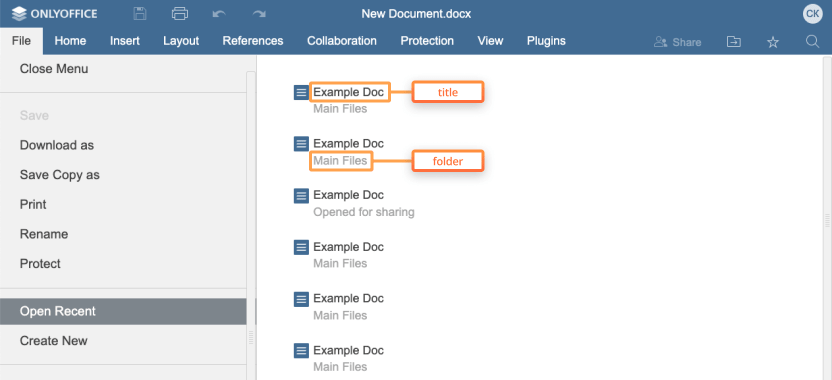 ONLYOFFICE
New Document.docx
CK
File Home Insert Layout References Collaboration Protection View Plugins Share
Close Menu
Save
Download as
Save Copy as
Print
Rename
Protect
Open Recent
Create New
Example Doc title
Main Files
Example Doc
Main Files folder
Example Doc
Opened for sharing
Example Doc
Main Files
Example Doc
Main Files
Example Doc
Main Files